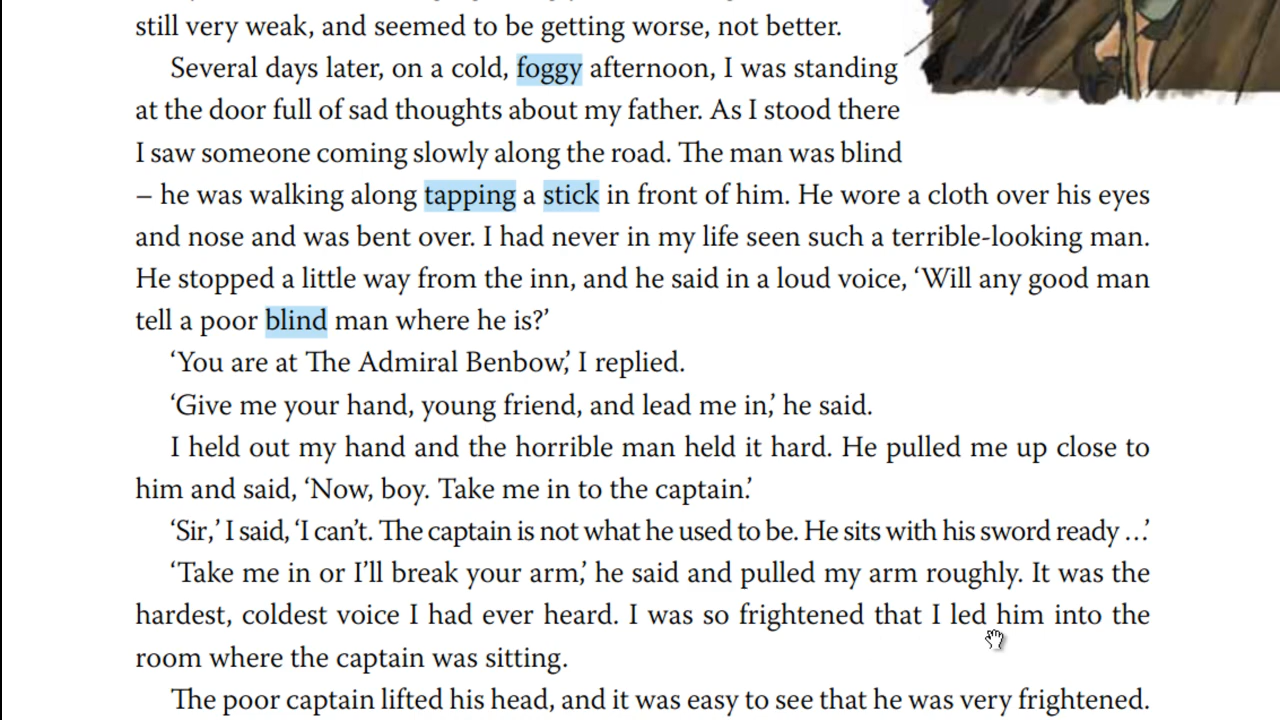 still very weak, and seemed to be getting worse, not better.
Several days later, on a cold, foggy afternoon, I was standing
at the door full of sad thoughts about my father. As I stood there
I saw someone coming slowly along the road. The man was blind
– he was walking along tapping a stick in front of him. He wore a cloth over his eyes
and nose and was bent over. I had never in my life seen such a terrible-looking man.
He stopped a little way from the inn, and he said in a loud voice, ‘Will any good man
tell a poor blind man where he is?’
‘You are at The Admiral Benbow,’ I replied.
‘Give me your hand, young friend, and lead me in,’ he said.
I held out my hand and the horrible man held it hard. He pulled me up close to
him and said, ‘Now, boy. Take me in to the captain.’
‘Sir,’ I said, ‘I can’t. The captain is not what he used to be. He sits with his sword ready …’
‘Take me in or I’ll break your arm,’ he said and pulled my arm roughly. It was the
hardest, coldest voice I had ever heard. I was so frightened that I led him into the
room where the captain was sitting.
The poor captain lifted his head, and it was easy to see that he was very frightened.